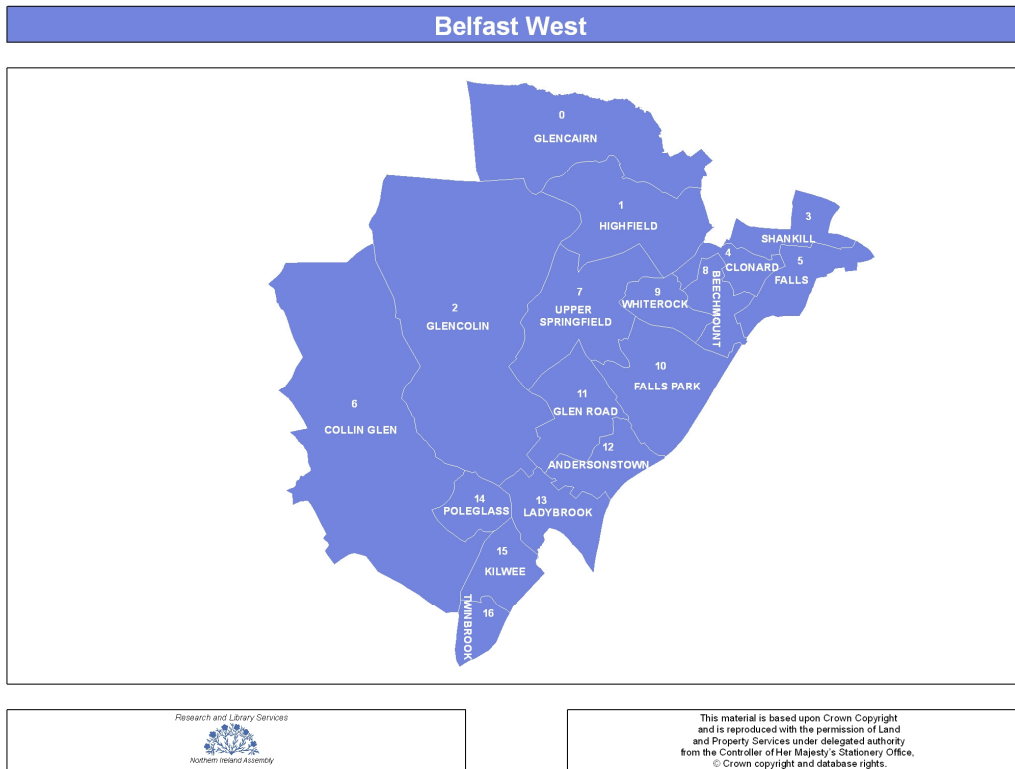 Belfast West
0
GLENCAIRN
1
HIGHFIELD
3
SHANKILL
4
CLONARD
5
FALLS
8
BEECHMOUNT
9
WHITEROCK
7
UPPER
SPRINGFIELD
2
GLENCOLIN
10
FALLS PARK
6
COLLIN GLEN
11
GLEN ROAD
12
ANDERSONSTOWN
14
POLEGLASS
13
LADYBROOK
15
KILWEE
16
TWINBROOK
Research and Library Services
Northern Ireland Assembly
This material is based upon Crown Copyright
and is reproduced with the permission of Land
and Property Services under delegated authority
from the Controller of Her Majesty's Stationery Office,
© Crown copyright and database rights.